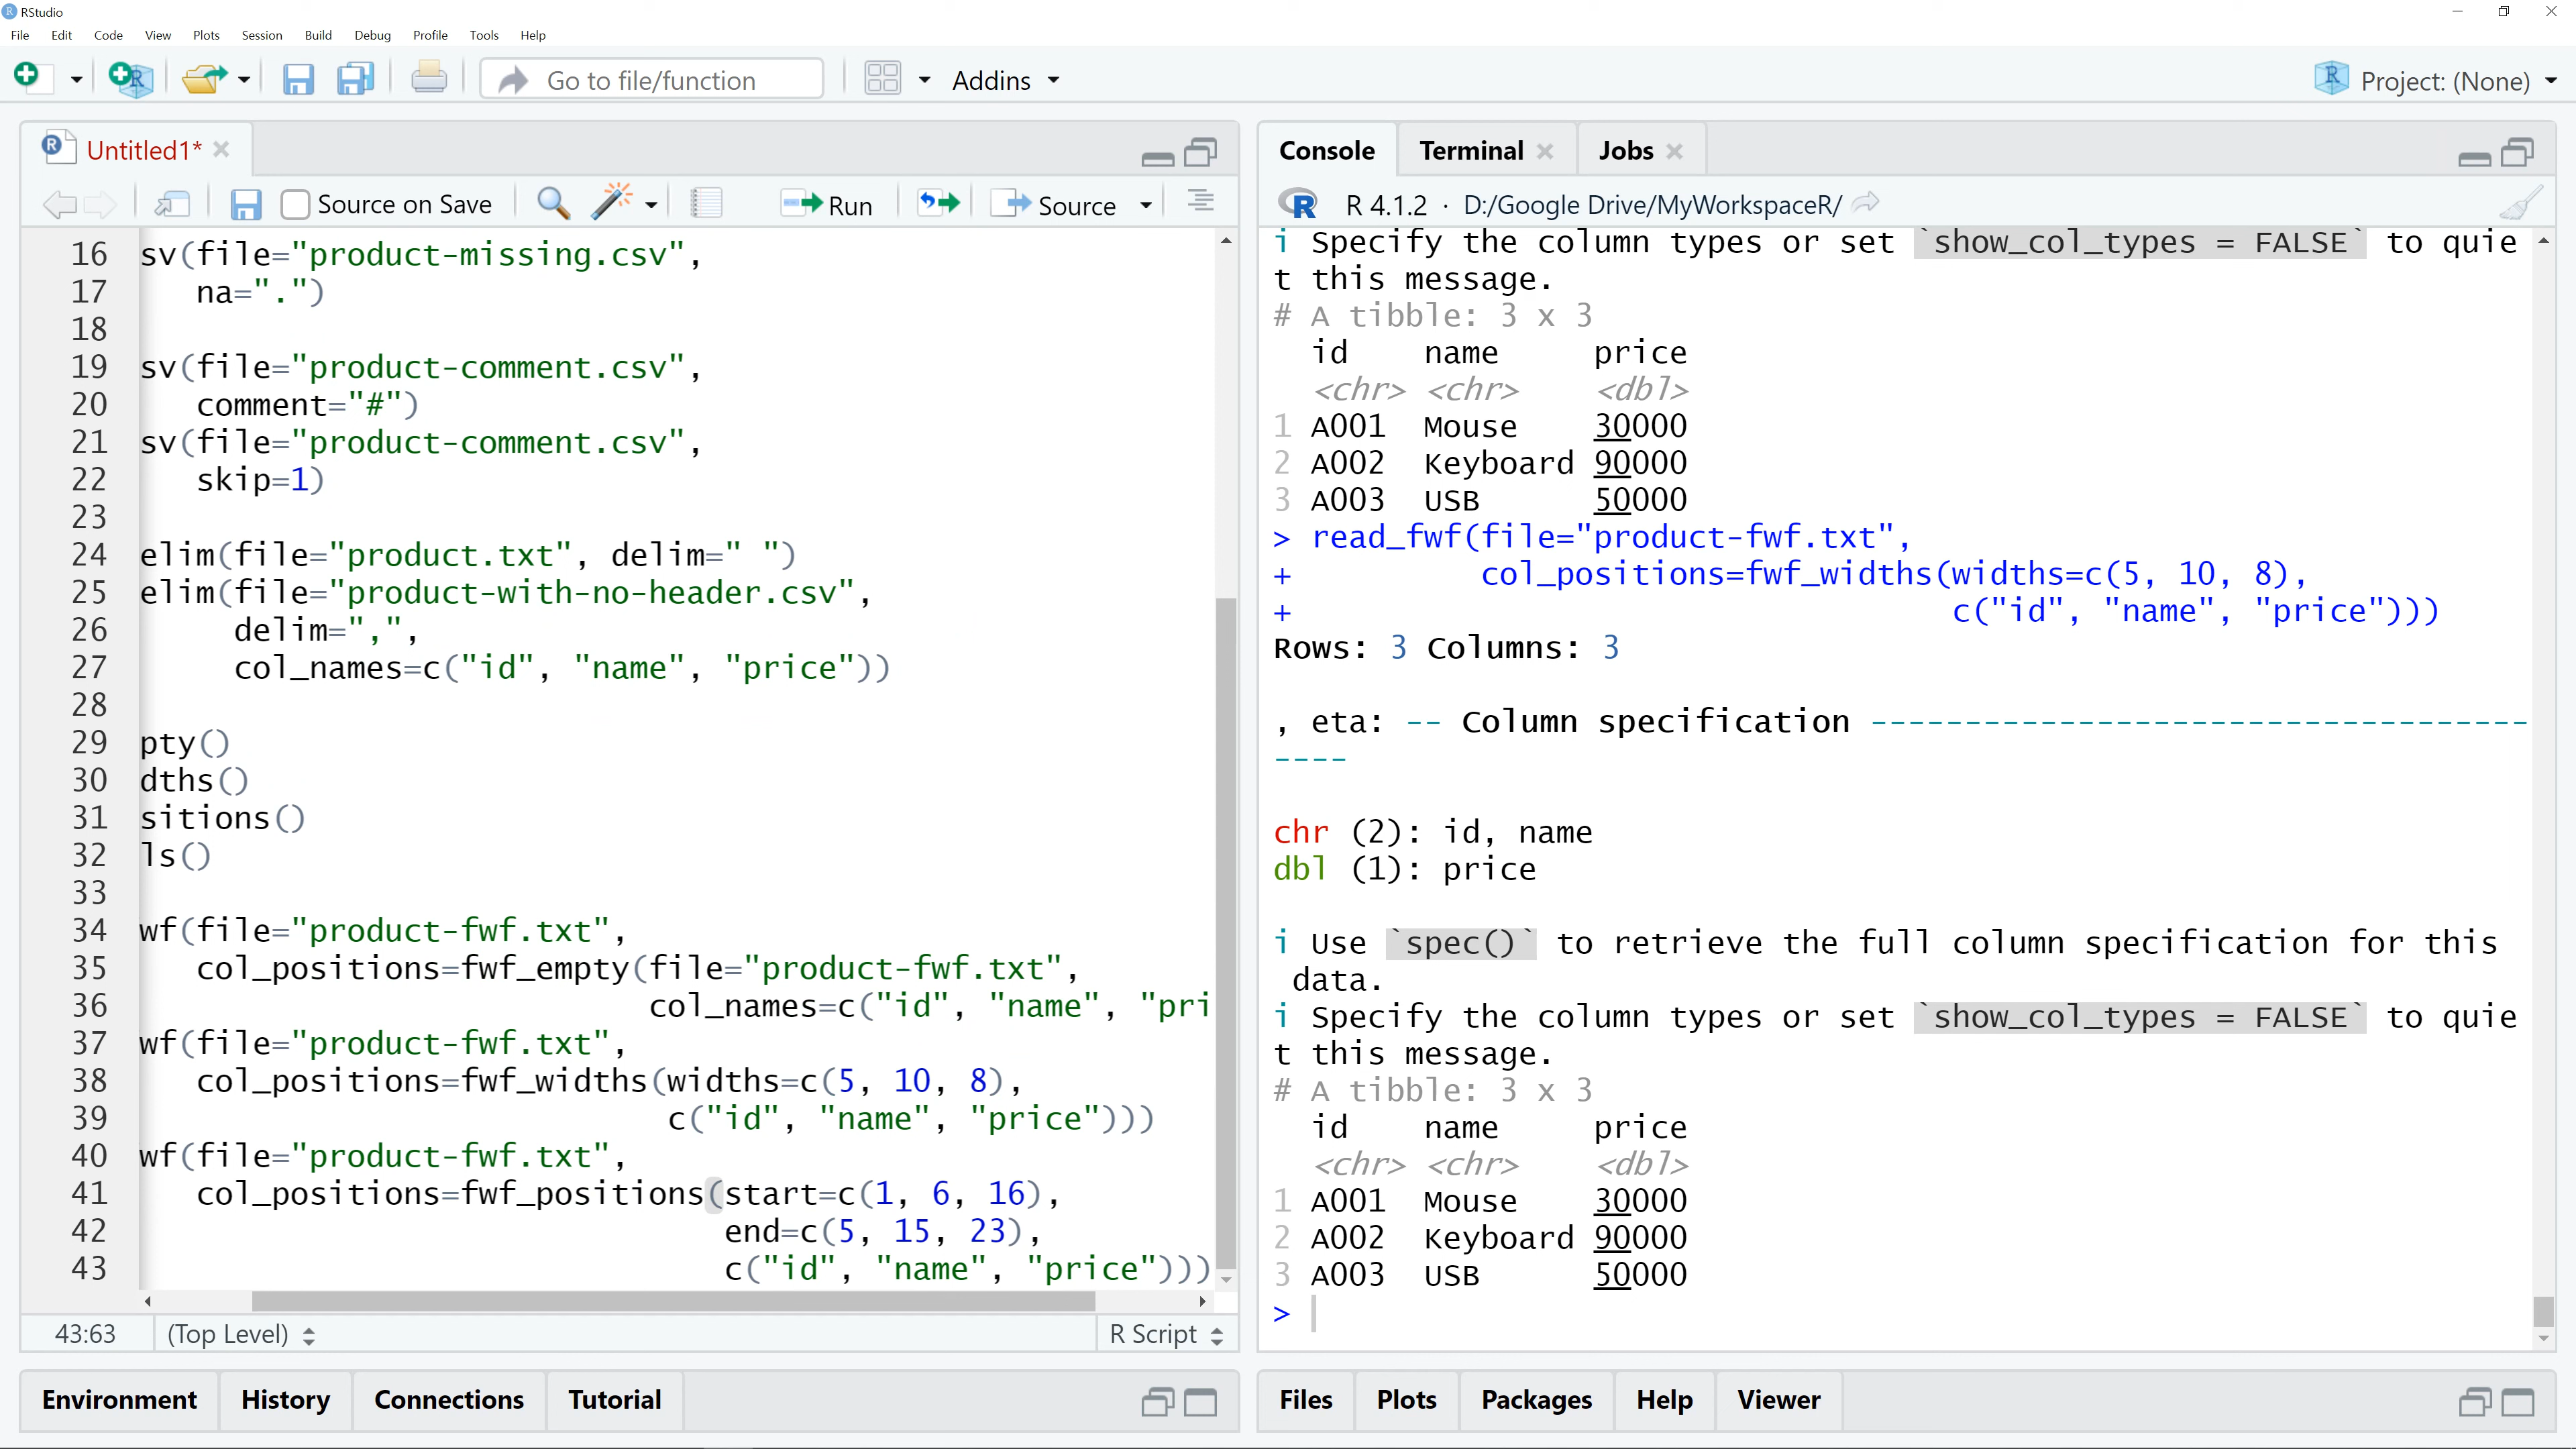 RStudio
File Edit Code View Plots Session Build Debug Profile Tools Help
Go to file/function Addins Project: (None)
Untitled1*
Source on Save Run Source
16 sv(file="product-missing.csv",
17 na=".")
18
19 sv(file="product-comment.csv",
20 comment="#")
21 sv(file="product-comment.csv",
22 skip=1)
23
24 elim(file="product.txt", delim=" ")
25 elim(file="product-with-no-header.csv",
26 delim=",",
27 col_names=c("id", "name", "price"))
28
29 pty()
30 dths()
31 sitions()
32 ls()
33
34 wf(file="product-fwf.txt",
35 col_positions=fwf_empty(file="product-fwf.txt",
36 col_names=c("id", "name", "pri
37 wf(file="product-fwf.txt",
38 col_positions=fwf_widths(widths=c(5, 10, 8),
39 c("id", "name", "price")))
40 wf(file="product-fwf.txt",
41 col_positions=fwf_positions(start=c(1, 6, 16),
42 end=c(5, 15, 23),
43 c("id", "name", "price")))
43:63 (Top Level) R Script
Environment History Connections Tutorial
Console Terminal Jobs
R 4.1.2 · D:/Google Drive/MyWorkspaceR/
i Specify the column types or set `show_col_types = FALSE` to quie
t this message.
# A tibble: 3 x 3
id name price
<chr> <chr> <dbl>
1 A001 Mouse 30000
2 A002 Keyboard 90000
3 A003 USB 50000
> read_fwf(file="product-fwf.txt",
+ col_positions=fwf_widths(widths=c(5, 10, 8),
+ c("id", "name", "price")))
Rows: 3 Columns: 3
, eta: -- Column specification -----------------------------------
----
chr (2): id, name
dbl (1): price
i Use `spec()` to retrieve the full column specification for this
data.
i Specify the column types or set `show_col_types = FALSE` to quie
t this message.
# A tibble: 3 x 3
id name price
<chr> <chr> <dbl>
1 A001 Mouse 30000
2 A002 Keyboard 90000
3 A003 USB 50000
>
Files Plots Packages Help Viewer